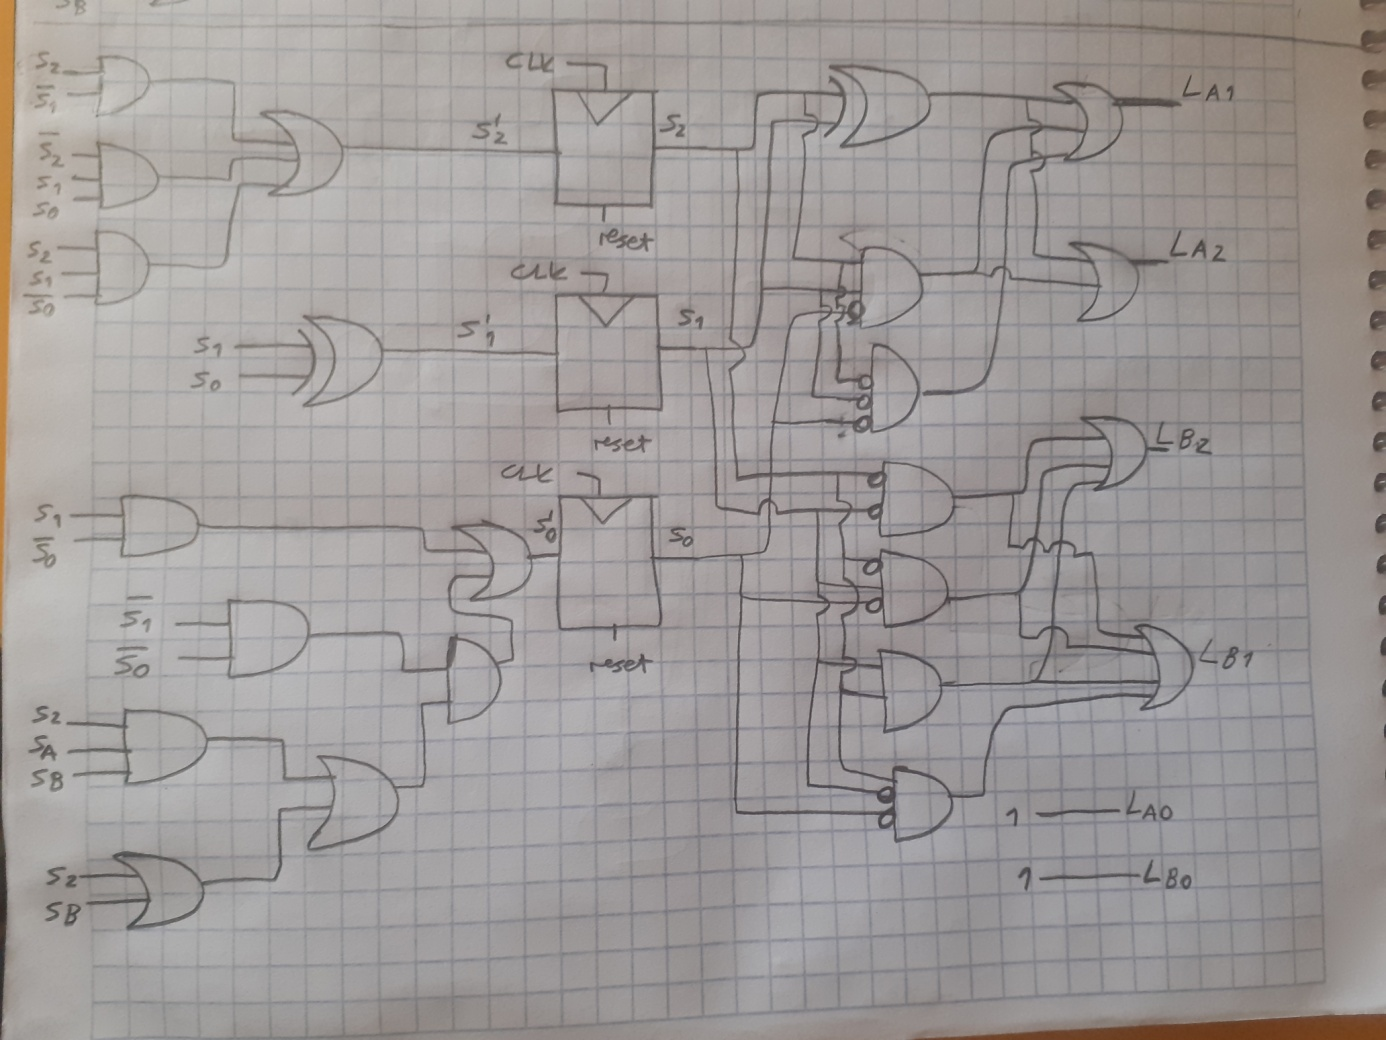 SB
S2
S̅1
S̅2
S1
S0
S2
S1
S̅0
S1
S0
S1
S̅0
S̅1
S̅0
S2
SA
SB
S2
SB
S'2
S'1
S'0
CLK
S2
reset
CLK
S1
reset
CLK
S0
reset
LA1
LA2
LB2
LB1
1 LA0
1 LB0